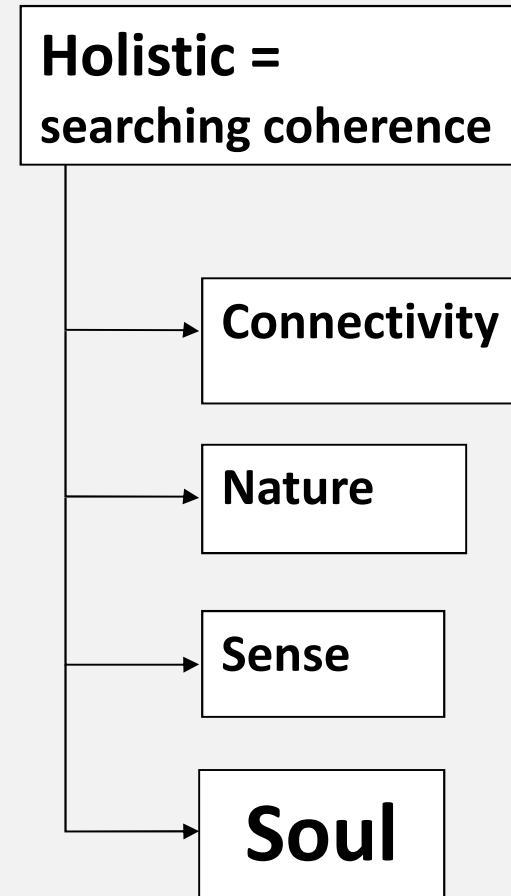 Holistic =
searching coherence
Connectivity
Nature
Sense
Soul